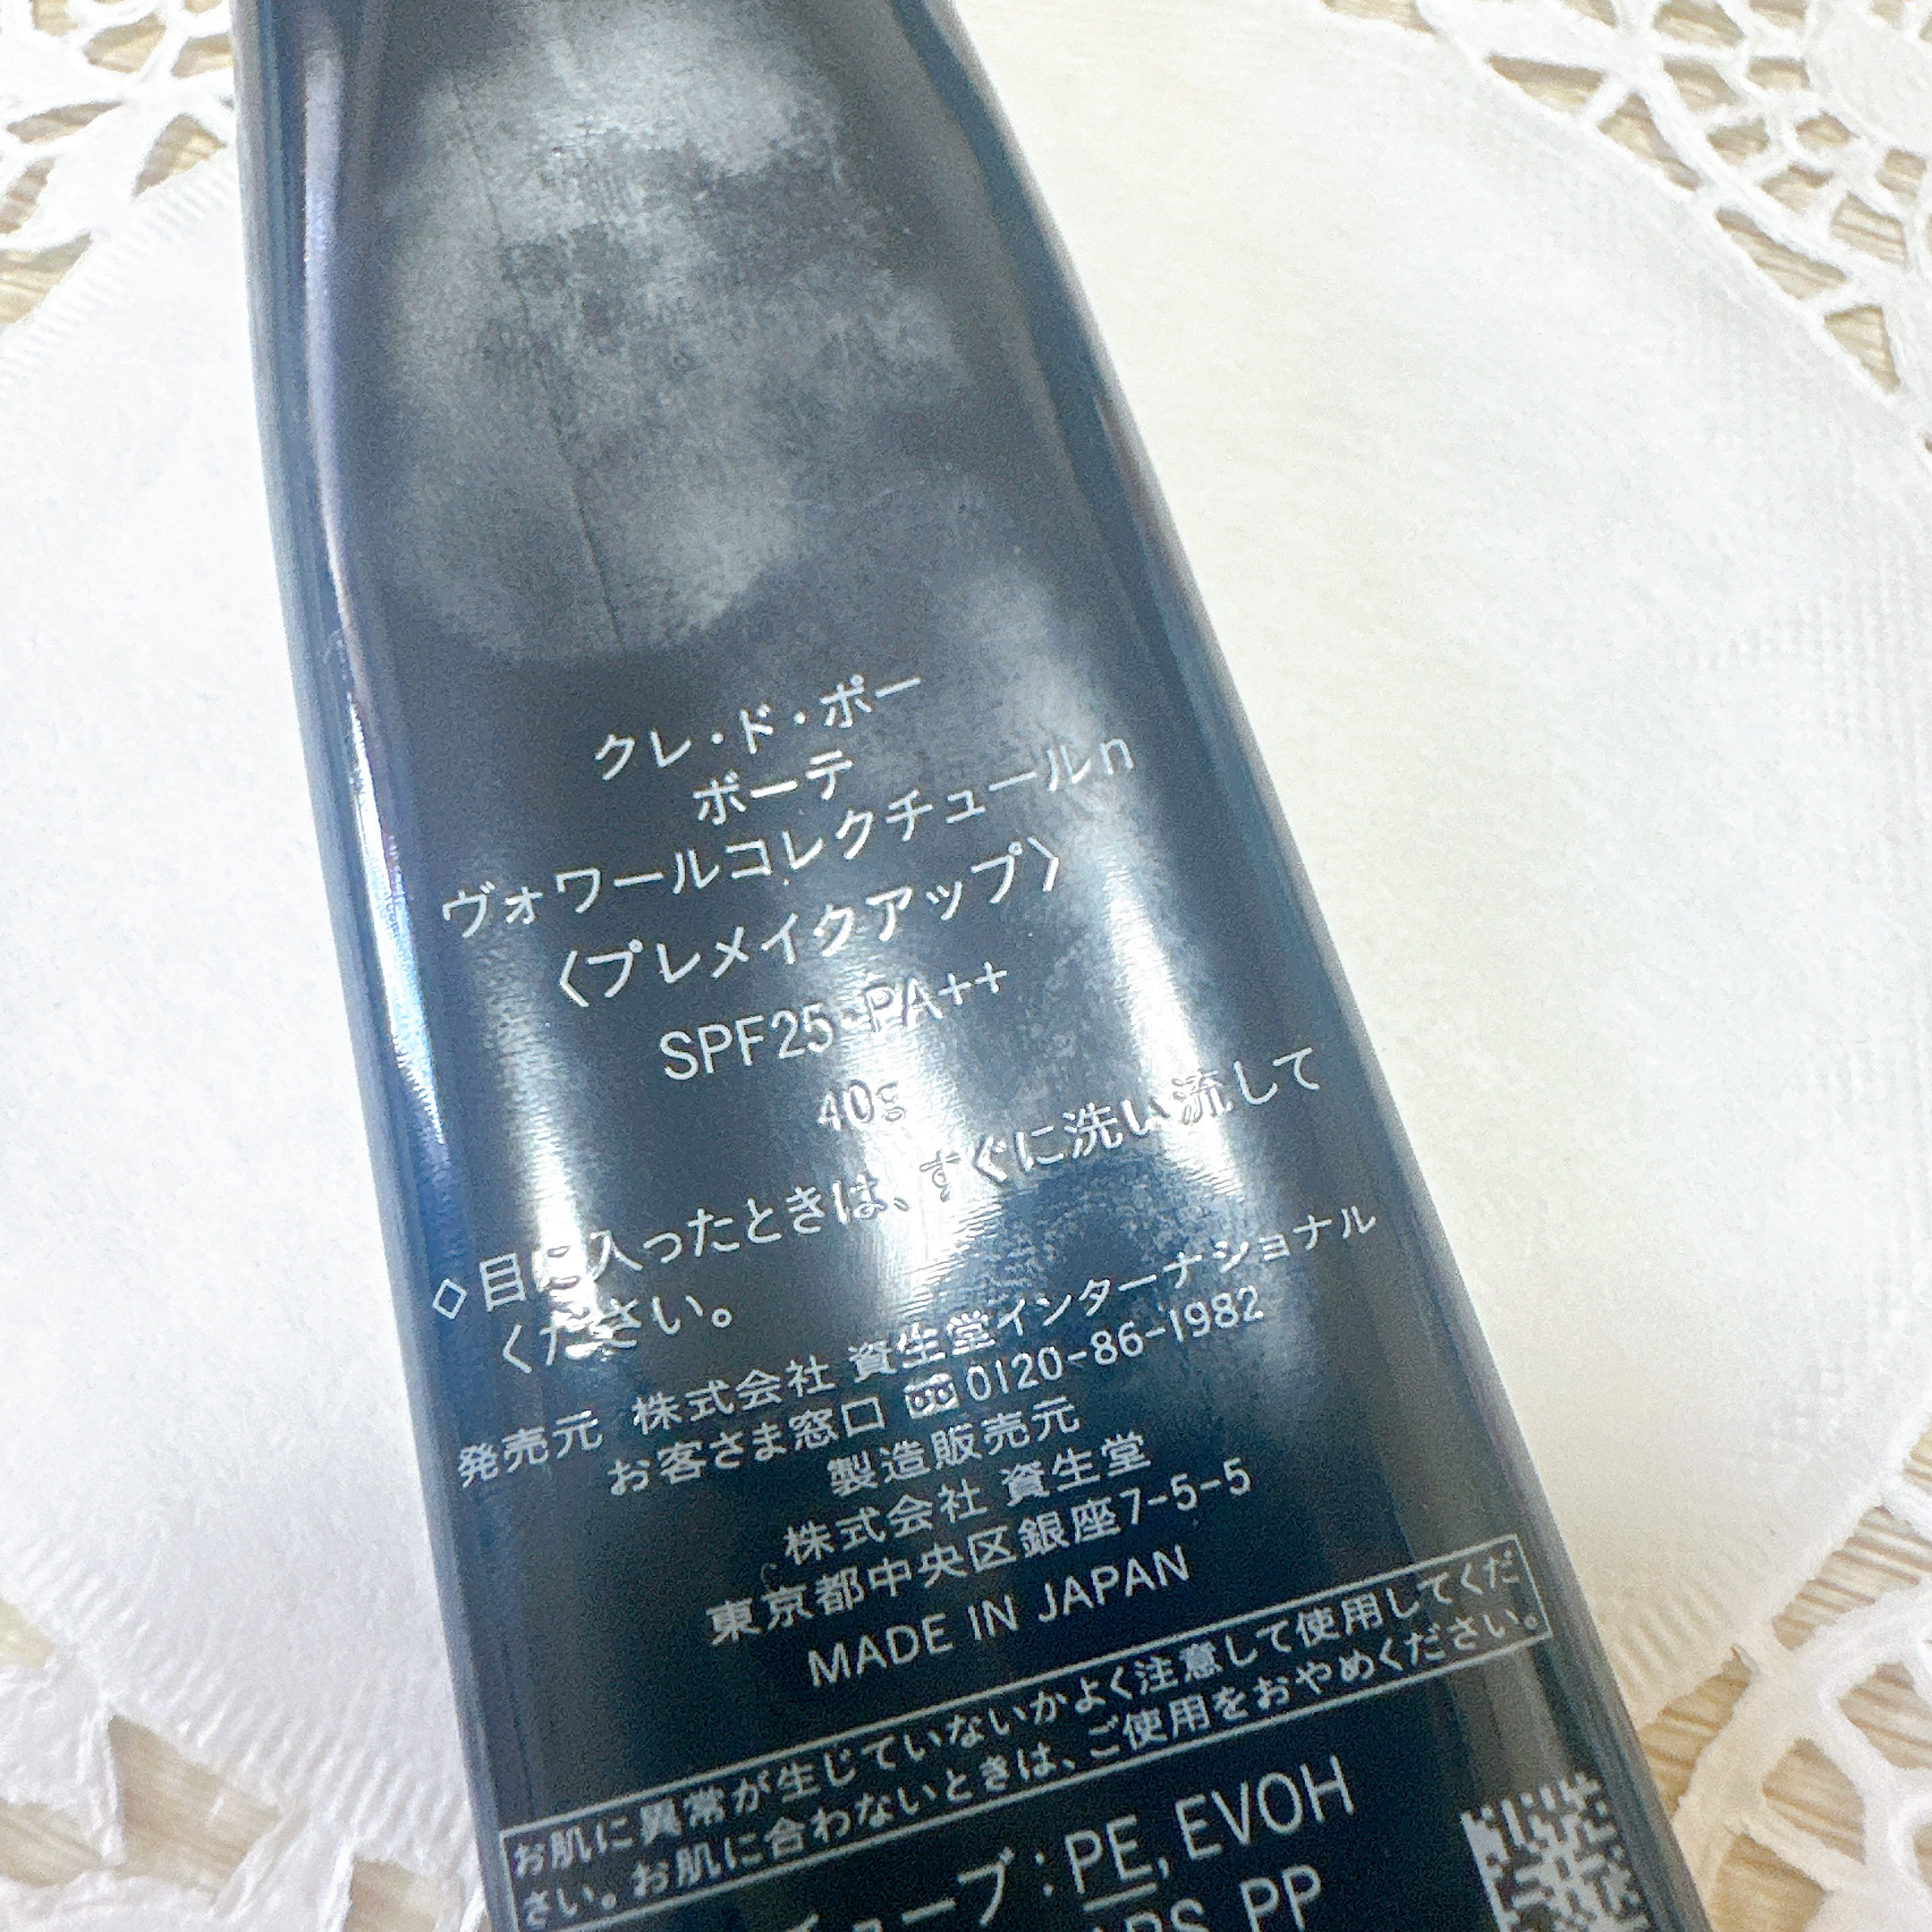 クレ・ド・ポー
ボーテ
ヴォワールコレクチュールn
〈プレメイクアップ〉
SPF25・PA++
40g
◇目に入ったときは、すぐに洗い流して
ください。
発売元 株式会社 資生堂インターナショナル
お客さま窓口 0120-86-1982
製造販売元
株式会社 資生堂
東京都中央区銀座7-5-5
MADE IN JAPAN
お肌に異常が生じていないかよく注意して使用してくだ
さい。お肌に合わないときは、ご使用をおやめください。
チューブ:PE, EVOH
ABS, PP